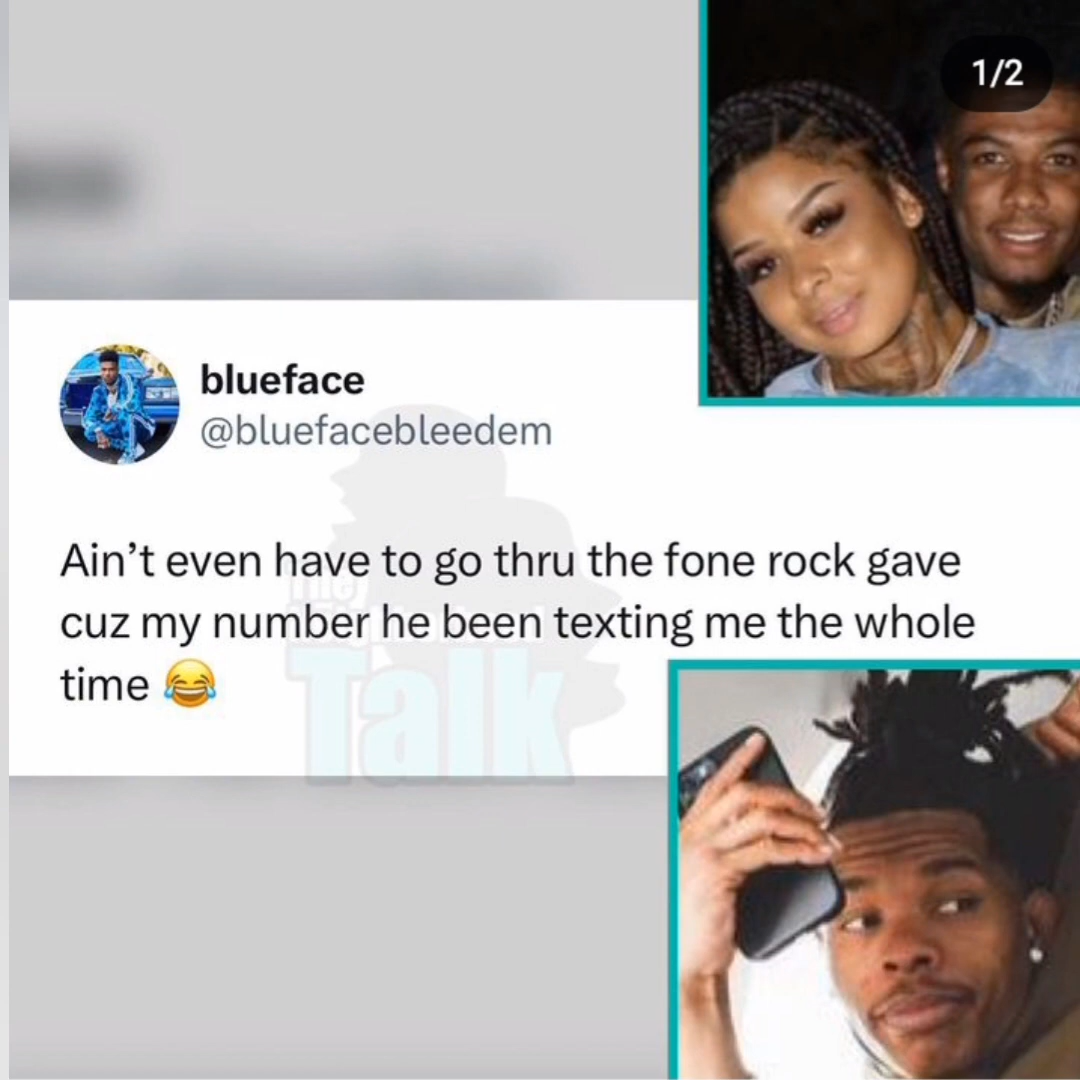 1/2
blueface
@bluefacebleedem
Ain’t even have to go thru the fone rock gave
cuz my number he been texting me the whole
time 😂
Talk